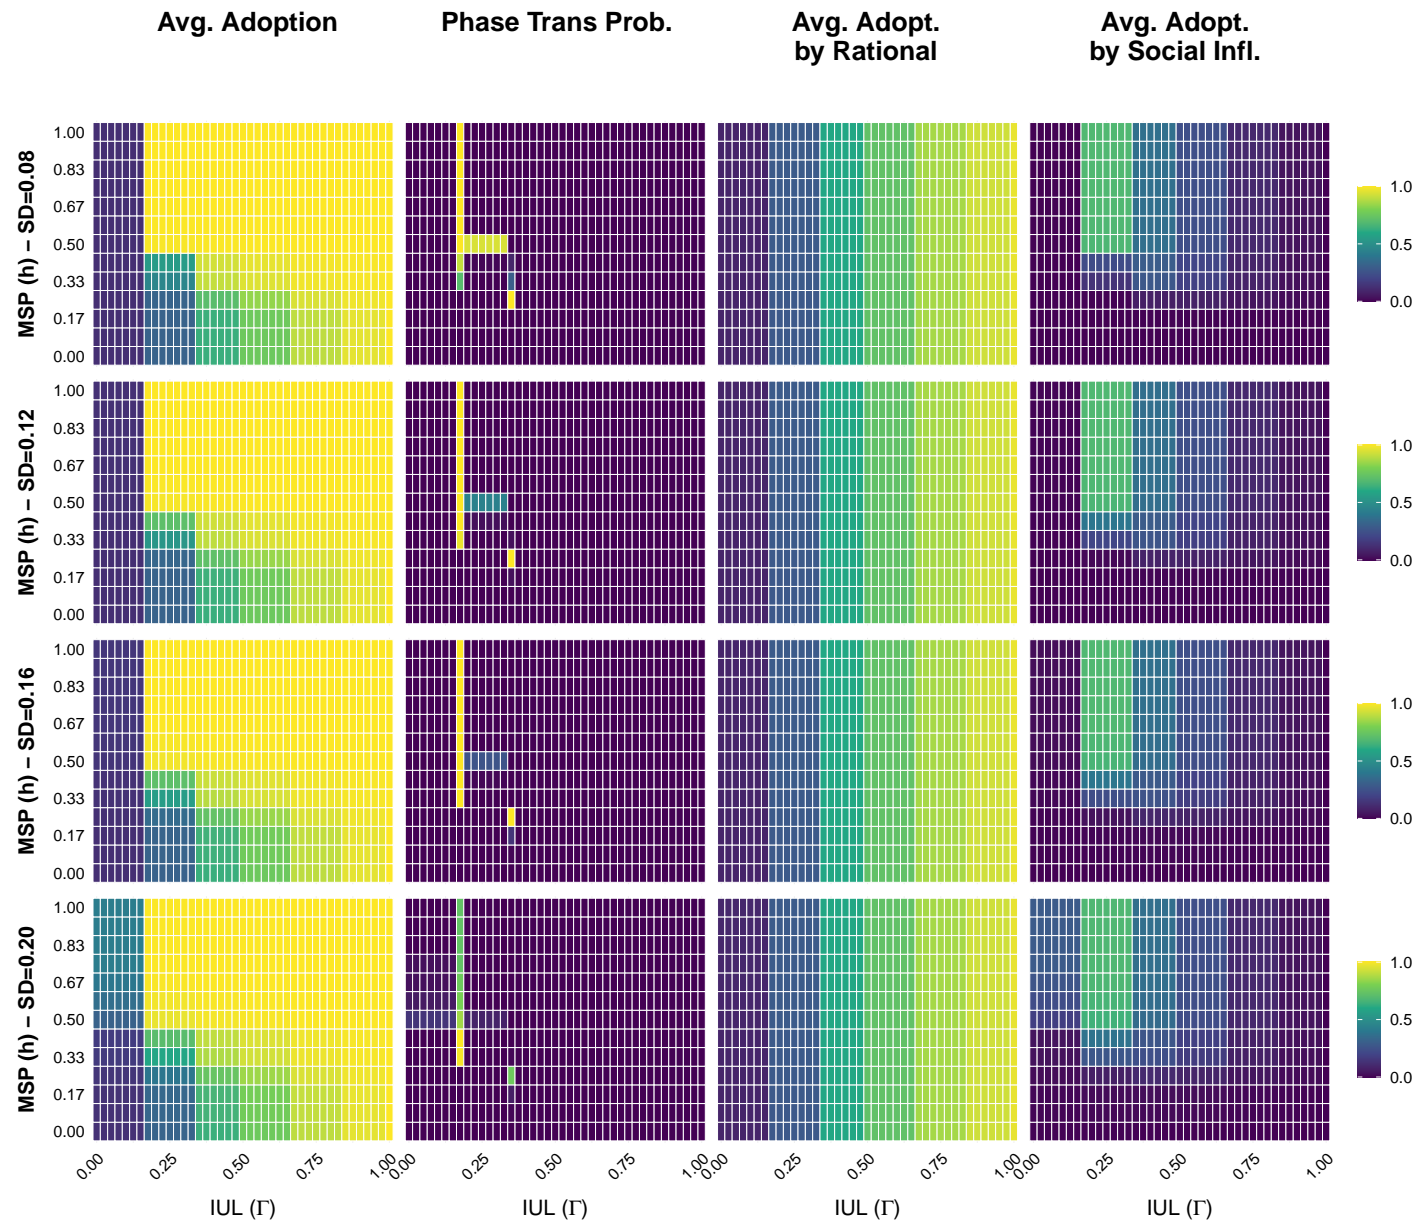 Avg. Adoption
Phase Trans Prob.
Avg. Adopt.
by Rational
Avg. Adopt.
by Social Infl.
MSP (h) − SD=0.08
1.00
0.83
0.67
0.50
0.33
0.17
0.00
1.0
0.5
0.0
MSP (h) − SD=0.12
1.00
0.83
0.67
0.50
0.33
0.17
0.00
1.0
0.5
0.0
MSP (h) − SD=0.16
1.00
0.83
0.67
0.50
0.33
0.17
0.00
1.0
0.5
0.0
MSP (h) − SD=0.20
1.00
0.83
0.67
0.50
0.33
0.17
0.00
1.0
0.5
0.0
0.00 0.25 0.50 0.75 1.00
0.00 0.25 0.50 0.75 1.00
0.00 0.25 0.50 0.75 1.00
0.00 0.25 0.50 0.75 1.00
IUL (Γ)
IUL (Γ)
IUL (Γ)
IUL (Γ)